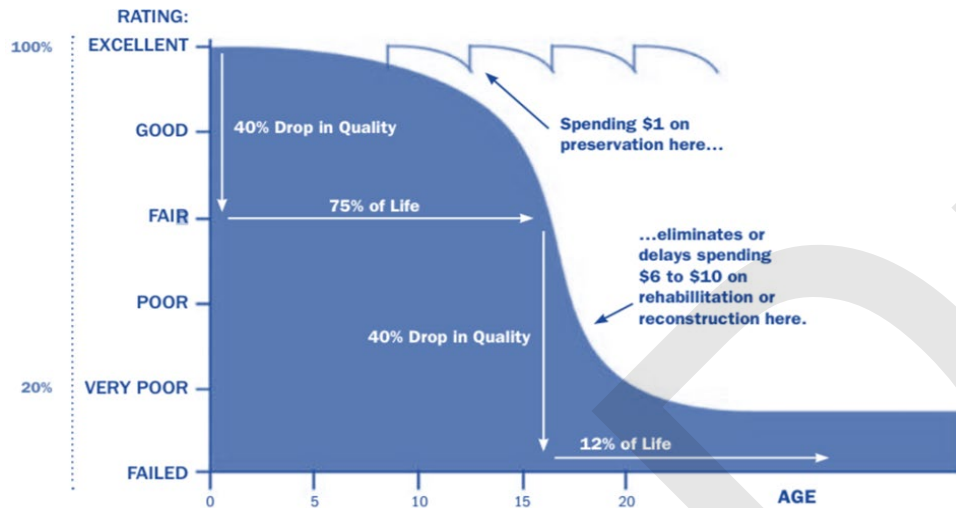 RATING:
100%
EXCELLENT
GOOD
40% Drop in Quality
Spending $1 on
preservation here...
FAIR
75% of Life
...eliminates or
delays spending
$6 to $10 on
rehabillitation or
reconstruction here.
POOR
40% Drop in Quality
20%
VERY POOR
12% of Life
FAILED
0
5
10
15
20
AGE